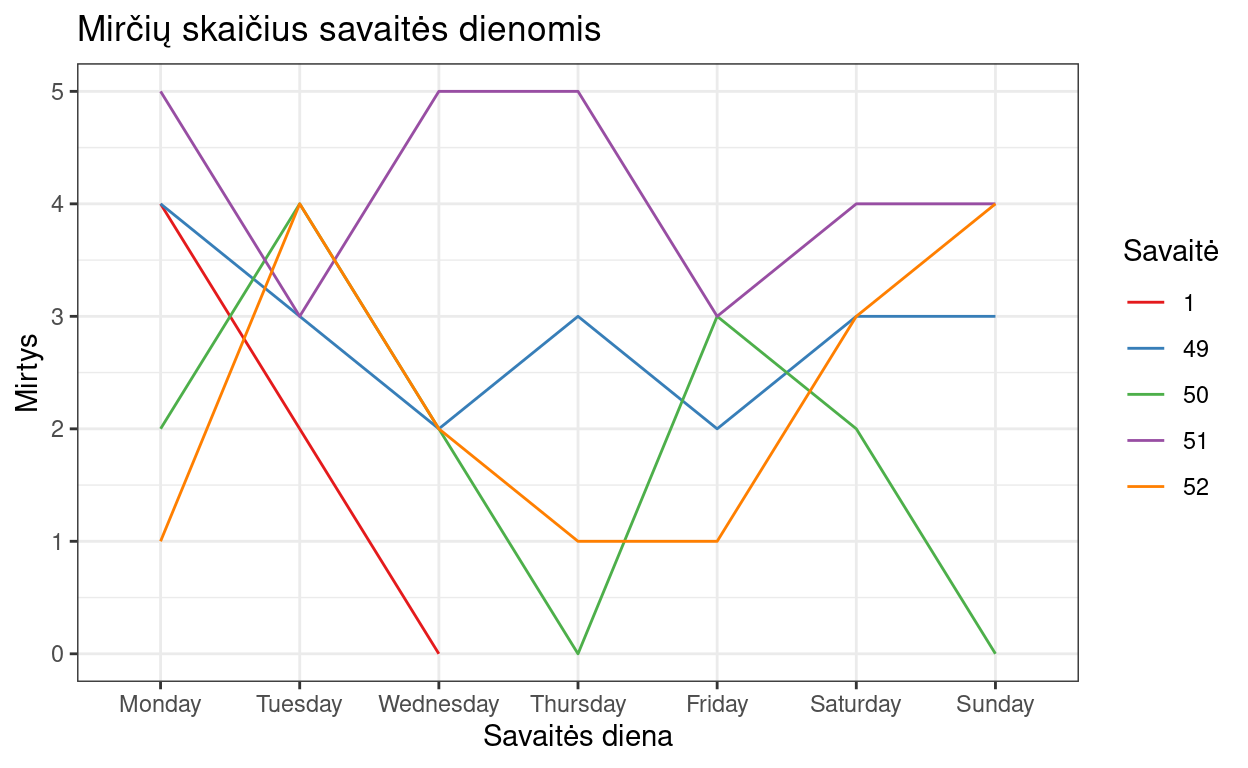 Mirčių skaičius savaitės dienomis
Mirtys
5
4
3
2
1
0
Monday Tuesday Wednesday Thursday Friday Saturday Sunday
Savaitės diena
Savaitė
1
49
50
51
52